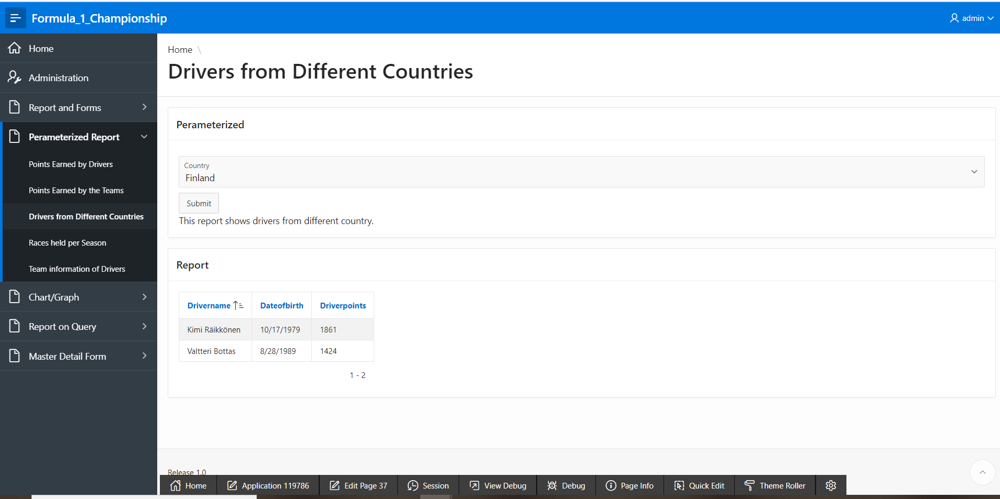 Formula_1_Championship
admin
Home
Administration
Report and Forms
Perameterized Report
Points Earned by Drivers
Points Earned by the Teams
Drivers from Different Countries
Races held per Season
Team information of Drivers
Chart/Graph
Report on Query
Master Detail Form
Home \
Drivers from Different Countries
Perameterized
Country
Finland
Submit
This report shows drivers from different country.
Report
Drivername Dateofbirth Driverpoints
Kimi Räikkönen 10/17/1979 1861
Valtteri Bottas 8/28/1989 1424
1 - 2
Release 1.0
Home Application 119786 Edit Page 37 Session View Debug Debug Page Info Quick Edit Theme Roller